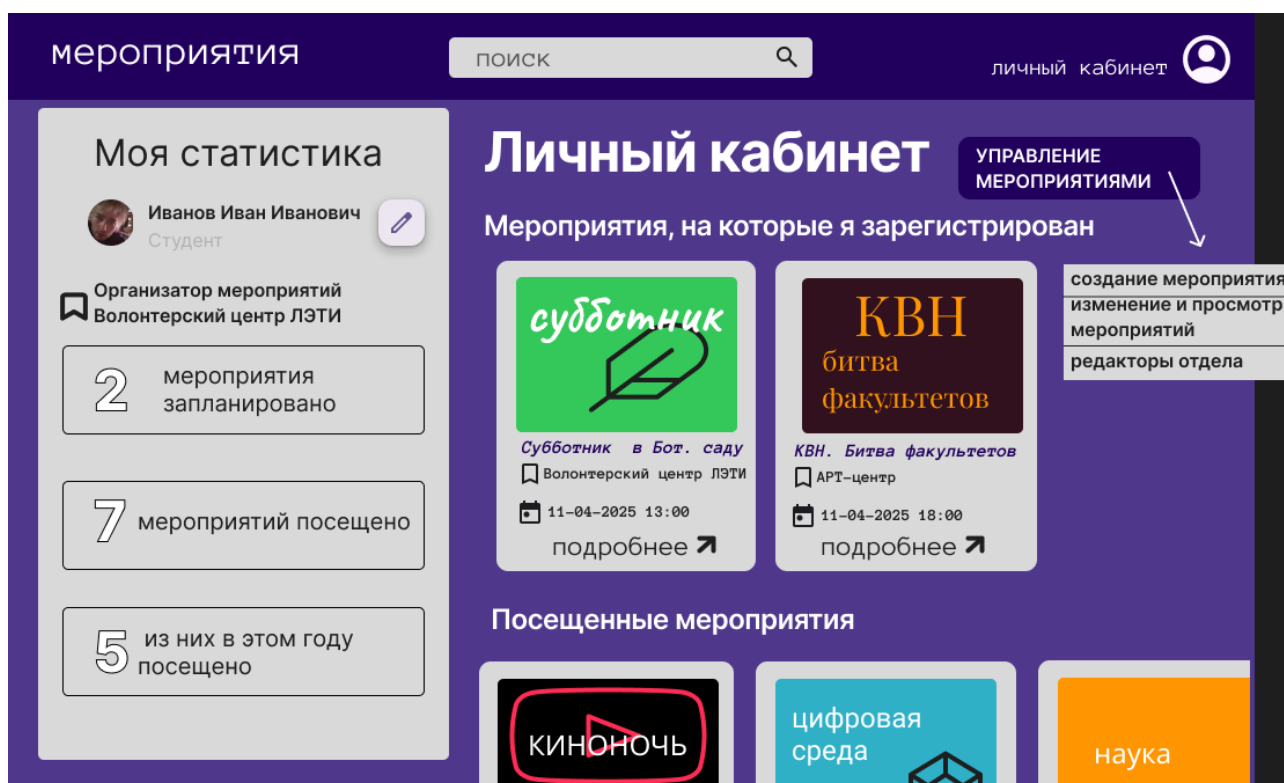 мероприятия
поиск
личный кабинет
Моя статистика
Иванов Иван Иванович
Студент
Организатор мероприятий
Волонтерский центр ЛЭТИ
2
мероприятия
запланировано
7
мероприятий посещено
5
из них в этом году
посещено
Личный кабинет
УПРАВЛЕНИЕ
МЕРОПРИЯТИЯМИ
создание мероприятия
изменение и просмотр
мероприятий
редакторы отдела
Мероприятия, на которые я зарегистрирован
субботник
Субботник в Бот. саду
Волонтерский центр ЛЭТИ
11-04-2025 13:00
подробнее
КВН
битва
факультетов
КВН. Битва факультетов
АРТ-центр
11-04-2025 18:00
подробнее
Посещенные мероприятия
киноночь
цифровая
среда
наука